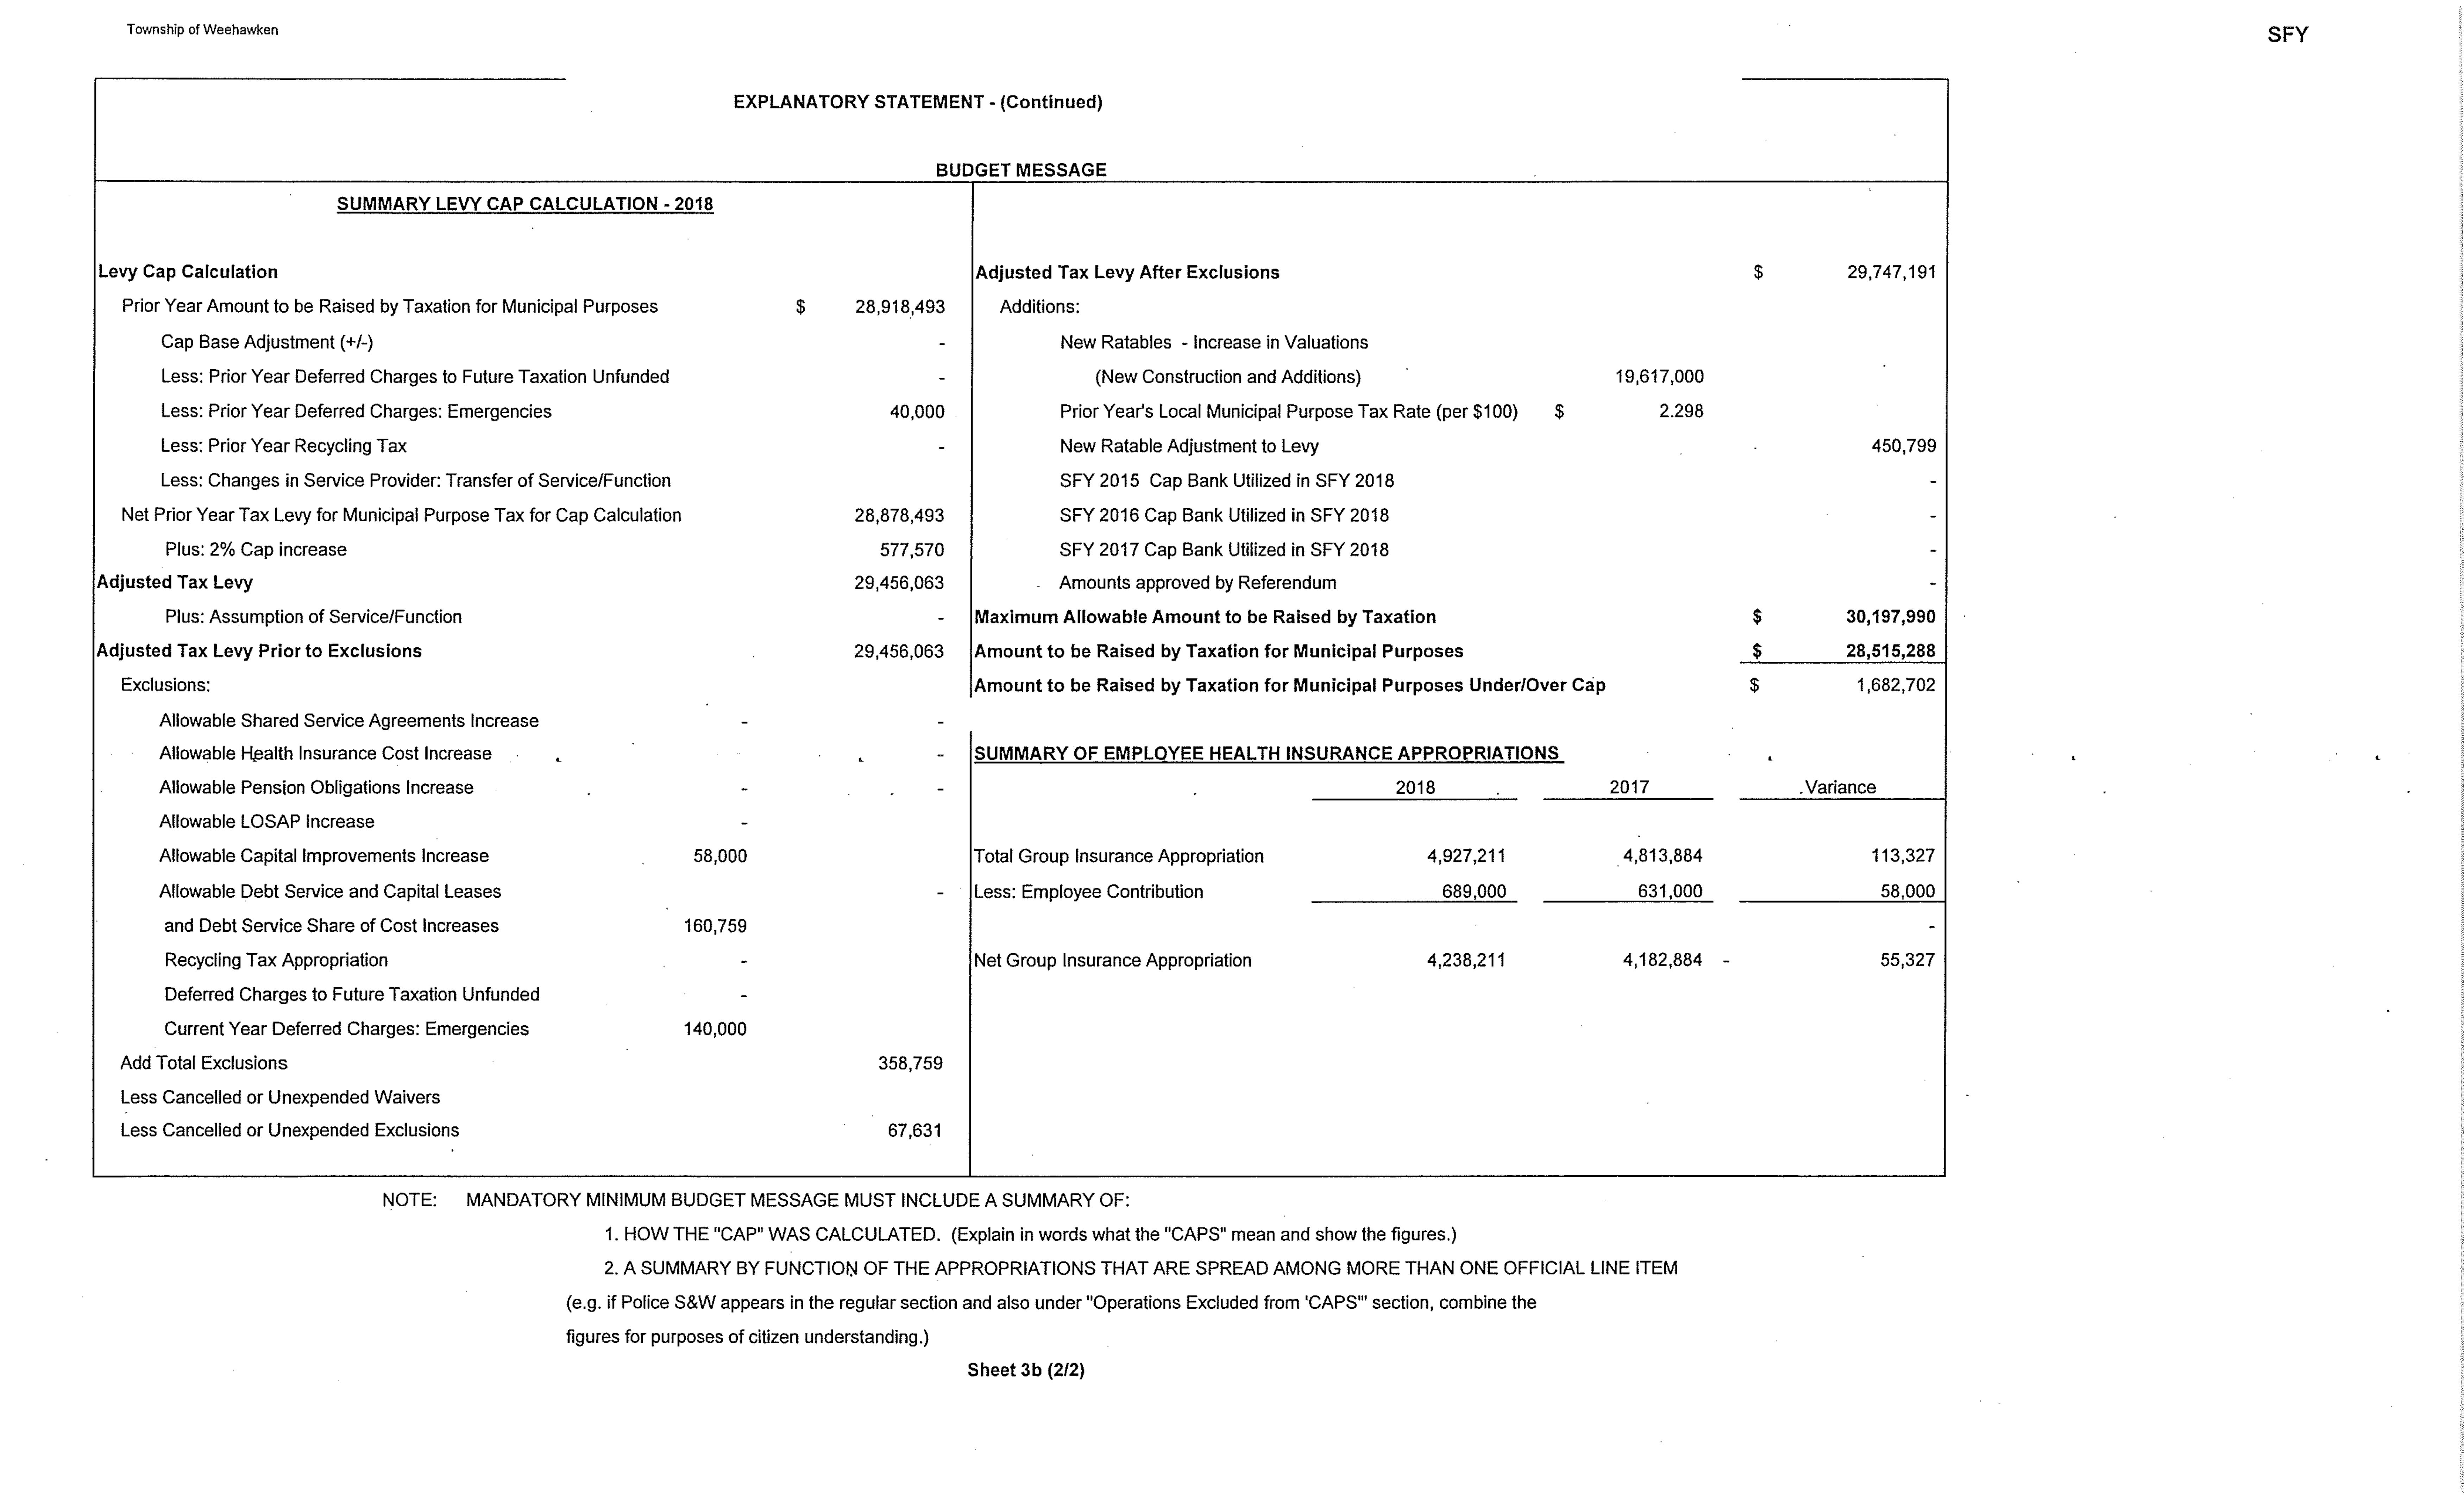 Township of Weehawken
SFY
EXPLANATORY STATEMENT - (Continued)
BUDGET MESSAGE
SUMMARY LEVY CAP CALCULATION - 2018
Levy Cap Calculation
Prior Year Amount to be Raised by Taxation for Municipal Purposes $ 28,918,493
Cap Base Adjustment (+/-) -
Less: Prior Year Deferred Charges to Future Taxation Unfunded -
Less: Prior Year Deferred Charges: Emergencies 40,000
Less: Prior Year Recycling Tax -
Less: Changes in Service Provider: Transfer of Service/Function
Net Prior Year Tax Levy for Municipal Purpose Tax for Cap Calculation 28,878,493
Plus: 2% Cap increase 577,570
Adjusted Tax Levy 29,456,063
Plus: Assumption of Service/Function -
Adjusted Tax Levy Prior to Exclusions 29,456,063
Exclusions:
Allowable Shared Service Agreements Increase - -
Allowable Health Insurance Cost Increase -
Allowable Pension Obligations Increase - -
Allowable LOSAP Increase -
Allowable Capital Improvements Increase 58,000
Allowable Debt Service and Capital Leases -
and Debt Service Share of Cost Increases 160,759
Recycling Tax Appropriation -
Deferred Charges to Future Taxation Unfunded -
Current Year Deferred Charges: Emergencies 140,000
Add Total Exclusions 358,759
Less Cancelled or Unexpended Waivers
Less Cancelled or Unexpended Exclusions 67,631
Adjusted Tax Levy After Exclusions $ 29,747,191
Additions:
New Ratables - Increase in Valuations
(New Construction and Additions) 19,617,000
Prior Year's Local Municipal Purpose Tax Rate (per $100) $ 2.298
New Ratable Adjustment to Levy 450,799
SFY 2015 Cap Bank Utilized in SFY 2018 -
SFY 2016 Cap Bank Utilized in SFY 2018 -
SFY 2017 Cap Bank Utilized in SFY 2018 -
Amounts approved by Referendum -
Maximum Allowable Amount to be Raised by Taxation $ 30,197,990
Amount to be Raised by Taxation for Municipal Purposes $ 28,515,288
Amount to be Raised by Taxation for Municipal Purposes Under/Over Cap $ 1,682,702
SUMMARY OF EMPLOYEE HEALTH INSURANCE APPROPRIATIONS
2018 2017 Variance
Total Group Insurance Appropriation 4,927,211 4,813,884 113,327
Less: Employee Contribution 689,000 631,000 58,000
-
Net Group Insurance Appropriation 4,238,211 4,182,884 - 55,327
NOTE: MANDATORY MINIMUM BUDGET MESSAGE MUST INCLUDE A SUMMARY OF:
1. HOW THE "CAP" WAS CALCULATED. (Explain in words what the "CAPS" mean and show the figures.)
2. A SUMMARY BY FUNCTION OF THE APPROPRIATIONS THAT ARE SPREAD AMONG MORE THAN ONE OFFICIAL LINE ITEM
(e.g. if Police S&W appears in the regular section and also under "Operations Excluded from 'CAPS'" section, combine the
figures for purposes of citizen understanding.)
Sheet 3b (2/2)